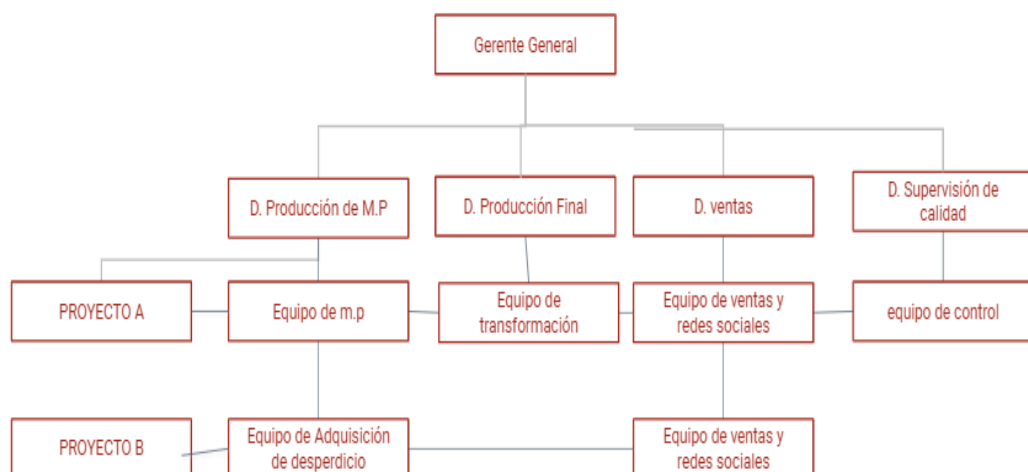 Gerente General
D. Producción de M.P
D. Producción Final
D. ventas
D. Supervisión de
calidad
PROYECTO A
Equipo de m.p
Equipo de
transformación
Equipo de ventas y
redes sociales
equipo de control
PROYECTO B
Equipo de Adquisición
de desperdicio
Equipo de ventas y
redes sociales